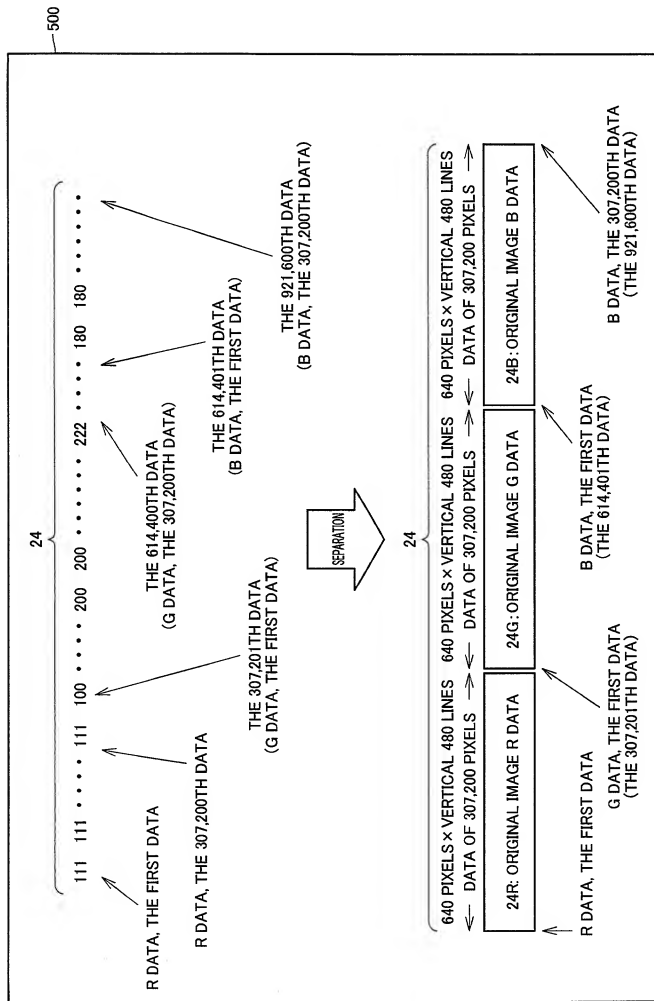 500
24
111 111 ･････ 111 100 ･････ 200 200 ･･････ 222 ･････ 180 180 ･･････
R DATA, THE FIRST DATA
R DATA, THE 307,200TH DATA
THE 307,201TH DATA
(G DATA, THE FIRST DATA)
THE 614,400TH DATA
(G DATA, THE 307,200TH DATA)
THE 614,401TH DATA
(B DATA, THE FIRST DATA)
THE 921,600TH DATA
(B DATA, THE 307,200TH DATA)
SEPARATION
24
640 PIXELS × VERTICAL 480 LINES
DATA OF 307,200 PIXELS
24R: ORIGINAL IMAGE R DATA
640 PIXELS × VERTICAL 480 LINES
DATA OF 307,200 PIXELS
24G: ORIGINAL IMAGE G DATA
640 PIXELS × VERTICAL 480 LINES
DATA OF 307,200 PIXELS
24B: ORIGINAL IMAGE B DATA
R DATA, THE FIRST DATA
G DATA, THE FIRST DATA
(THE 307,201TH DATA)
B DATA, THE FIRST DATA
(THE 614,401TH DATA)
B DATA, THE 307,200TH DATA
(THE 921,600TH DATA)